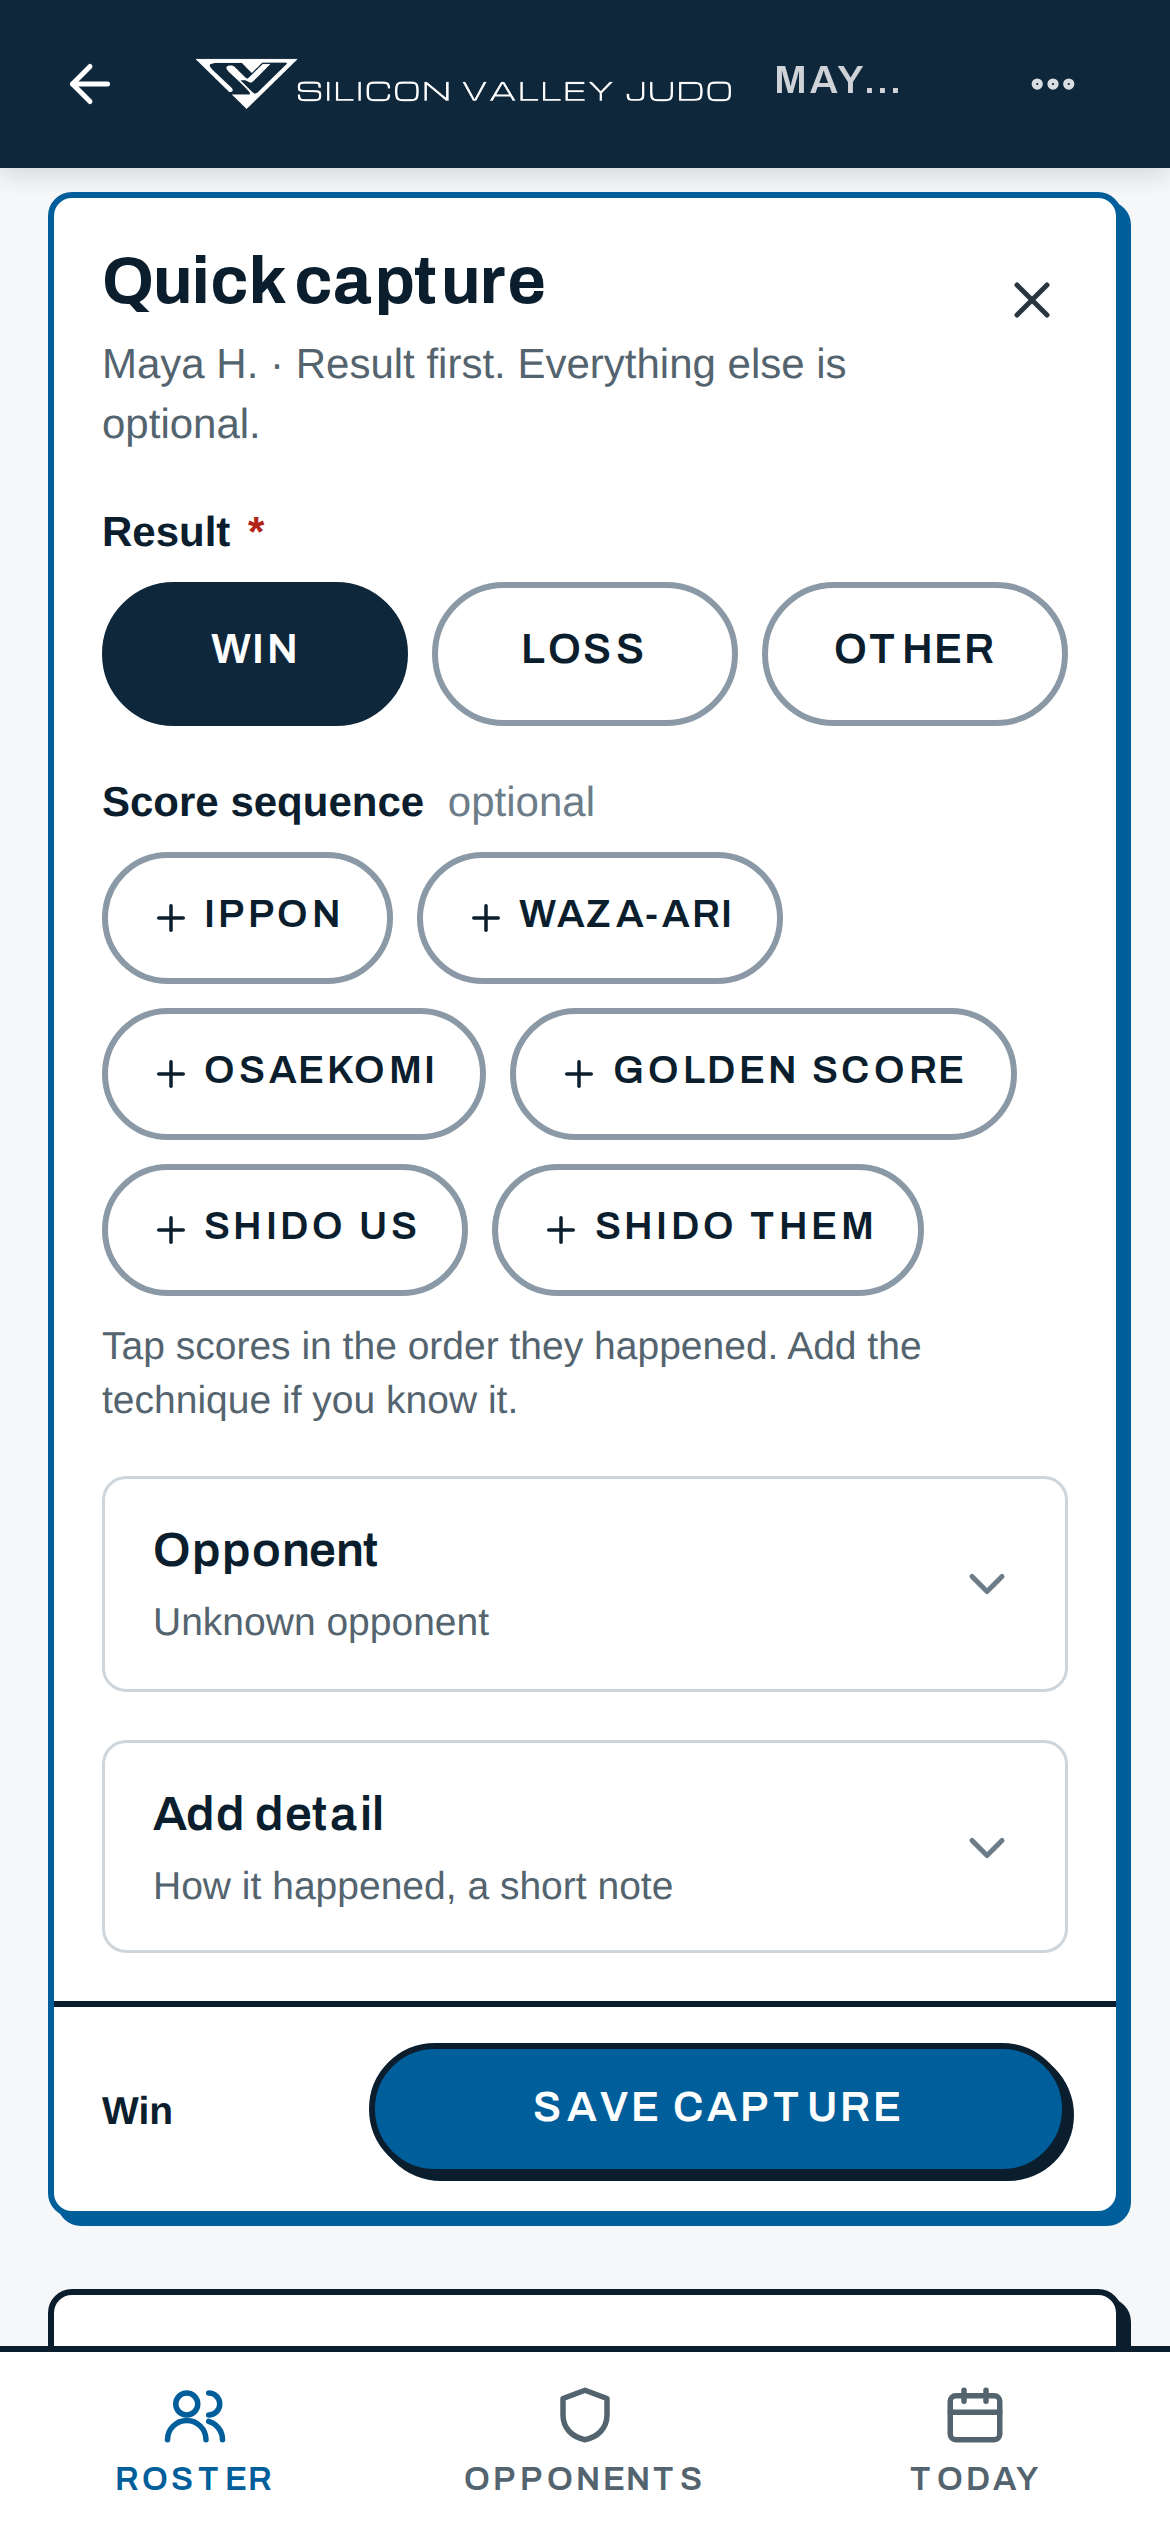 SILICON VALLEY JUDO MAY...
Quick capture
Maya H. · Result first. Everything else is
optional.
Result *
WIN LOSS OTHER
Score sequence optional
+ IPPON + WAZA-ARI
+ OSAEKOMI + GOLDEN SCORE
+ SHIDO US + SHIDO THEM
Tap scores in the order they happened. Add the
technique if you know it.
Opponent
Unknown opponent
Add detail
How it happened, a short note
Win SAVE CAPTURE
ROSTER OPPONENTS TODAY